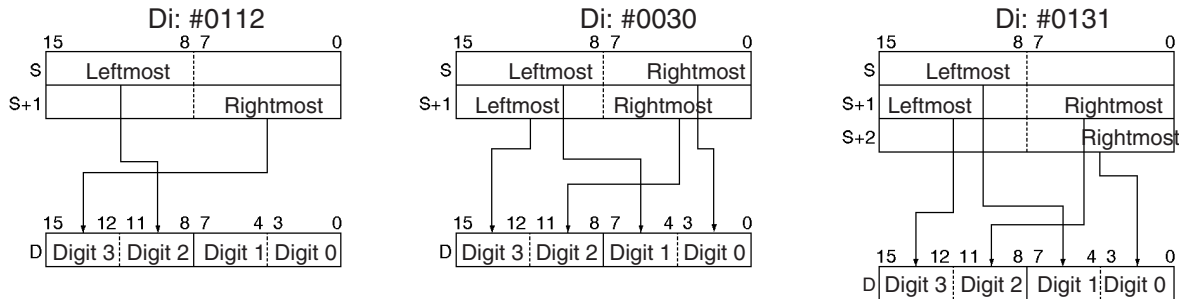 Di: #0112
15 8 7 0
S Leftmost
S+1 Rightmost
15 12 11 8 7 4 3 0
D Digit 3 Digit 2 Digit 1 Digit 0
Di: #0030
15 8 7 0
S Leftmost Rightmost
S+1 Leftmost Rightmost
15 12 11 8 7 4 3 0
D Digit 3 Digit 2 Digit 1 Digit 0
Di: #0131
15 8 7 0
S Leftmost
S+1 Leftmost Rightmost
S+2 Rightmost
15 12 11 8 7 4 3 0
D Digit 3 Digit 2 Digit 1 Digit 0